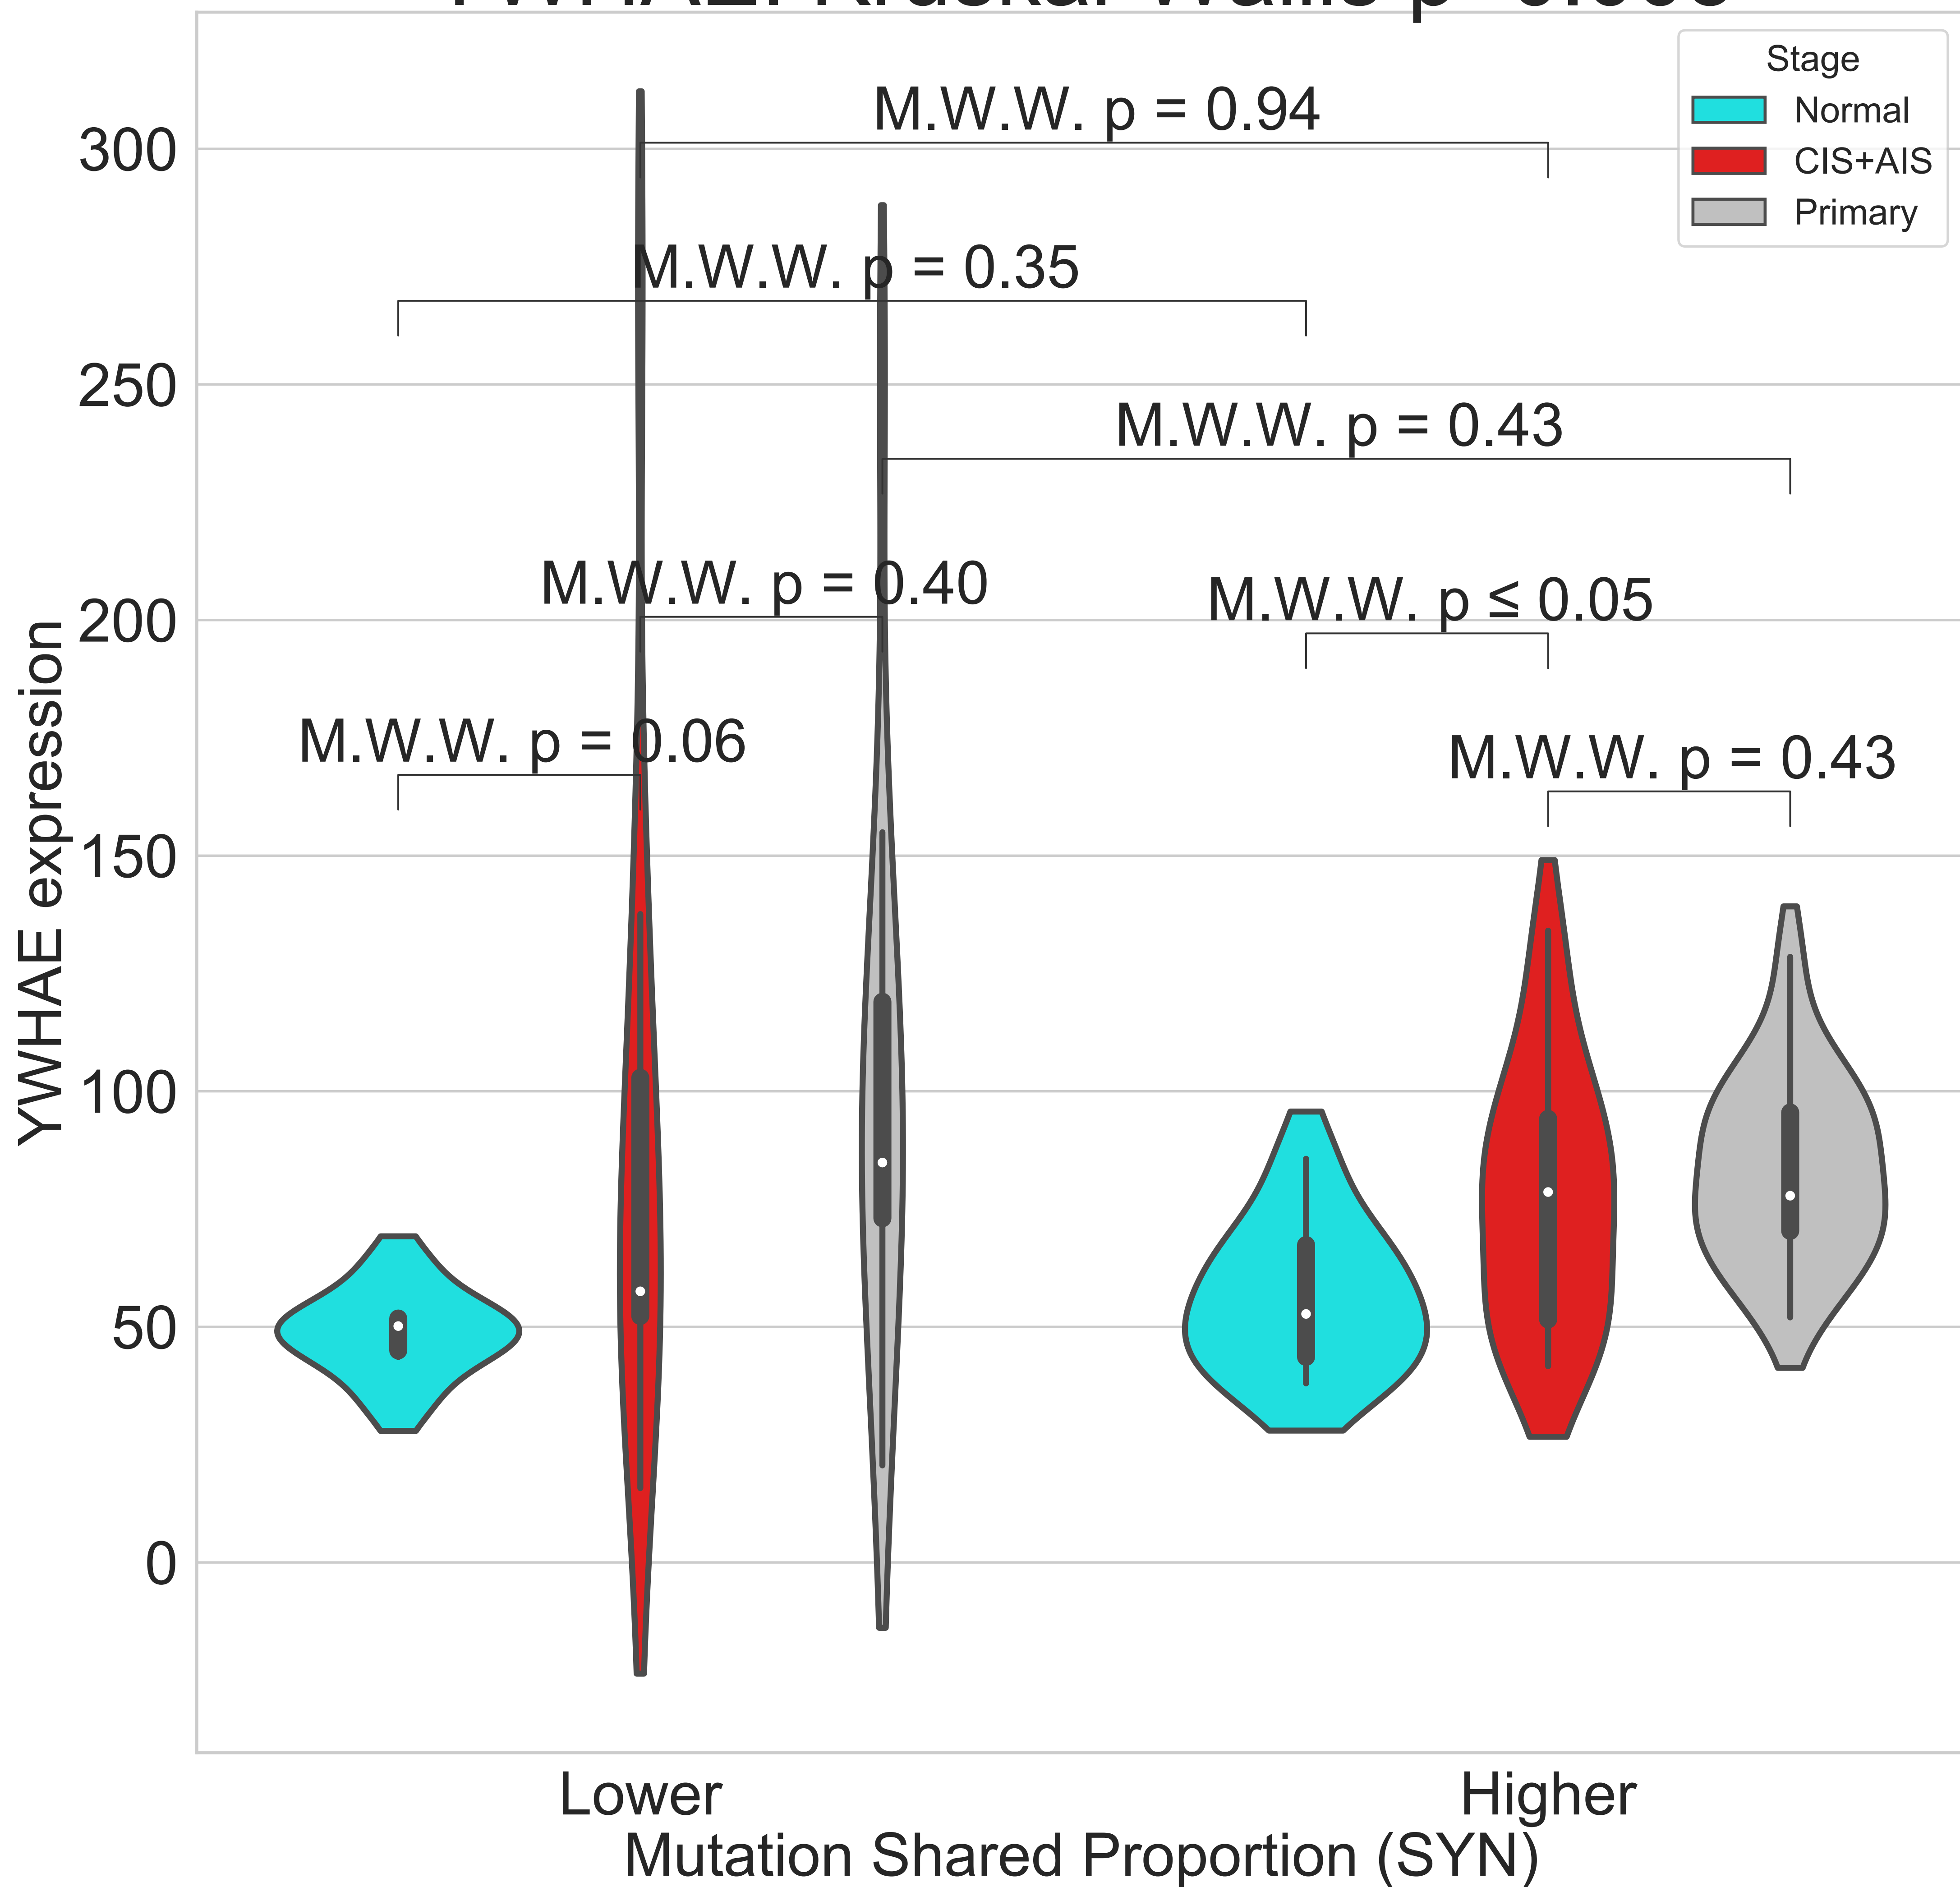 Stage
Normal
CIS+AIS
Primary
M.W.W. p = 0.94
M.W.W. p = 0.35
M.W.W. p = 0.43
M.W.W. p = 0.40
M.W.W. p ≤ 0.05
M.W.W. p = 0.06
M.W.W. p = 0.43
300
250
200
150
100
50
0
YWHAE expression
Lower
Higher
Mutation Shared Proportion (SYN)